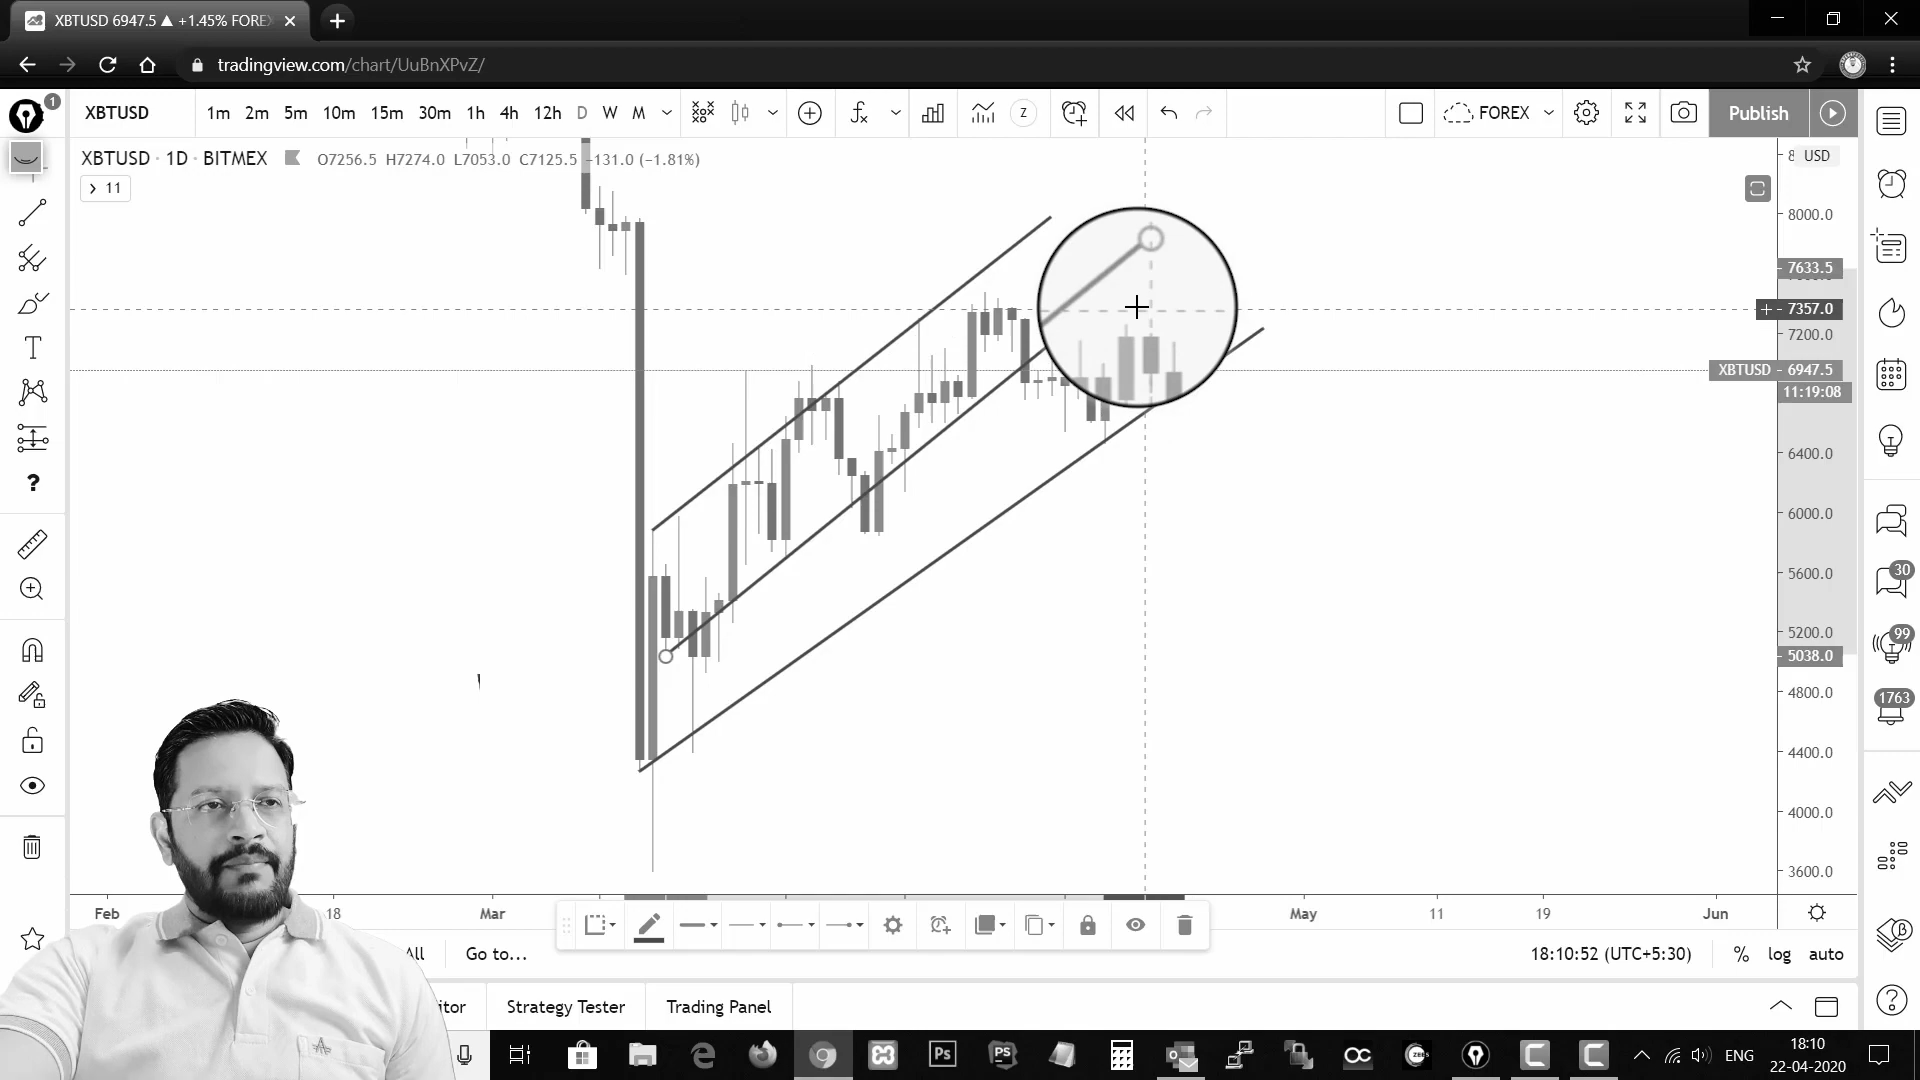 XBTUSD 6947.5 ▲ +1.45% FORE
tradingview.com/chart/UuBnXPvZ/
1
XBTUSD 1m 2m 5m 10m 15m 30m 1h 4h 12h D W M Z FOREX Publish
XBTUSD · 1D · BITMEX O7256.5 H7274.0 L7053.0 C7125.5 −131.0 (−1.81%)
USD
11
8000.0
7633.5
7357.0
7200.0
XBTUSD 6947.5
11:19:08
6400.0
6000.0
5600.0
5200.0
5038.0
4800.0
4400.0
4000.0
3600.0
30
99
1763
Feb 18 Mar May 11 19 Jun
Go to... 18:10:52 (UTC+5:30) % log auto
Strategy Tester Trading Panel
Ps PS OC ZEE5 ENG
18:10
22-04-2020